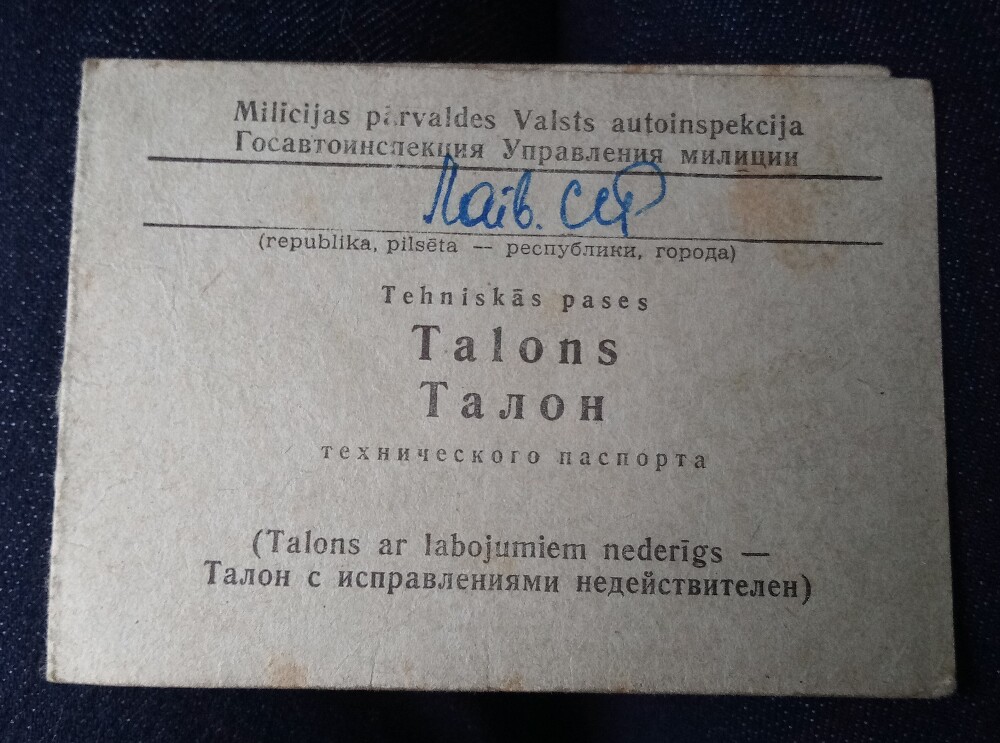 Milicijas pārvaldes Valsts autoinspekcija
Госавтоинспекция Управления милиции
Латв. ССР
(republika, pilsēta — республики, города)
Tehniskās pases
Talons
Талон
технического паспорта
(Talons ar labojumiem nederīgs —
Талон с исправлениями недействителен)